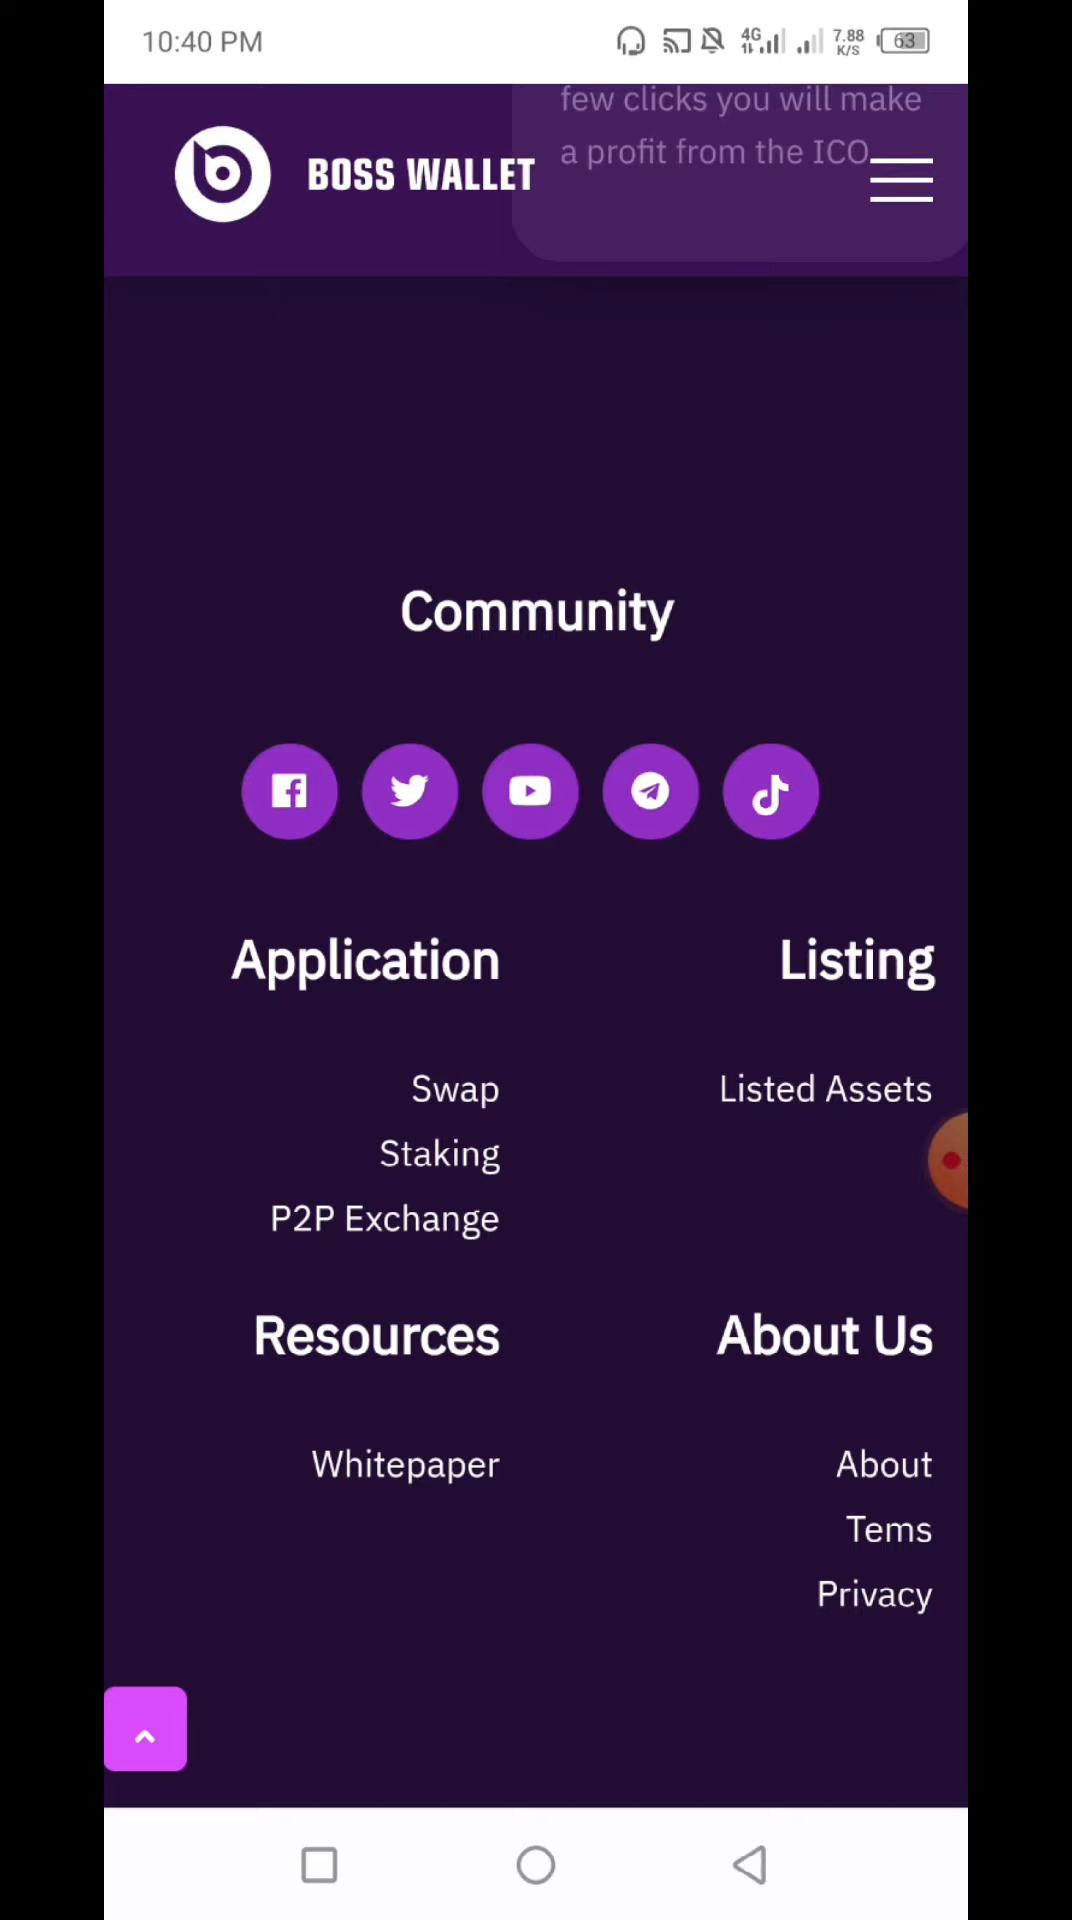 10:40 PM
4G
7.88
K/S
63
few clicks you will make
a profit from the ICO
BOSS WALLET
Community
Application
Listing
Swap
Listed Assets
Staking
P2P Exchange
Resources
About Us
Whitepaper
About
Tems
Privacy